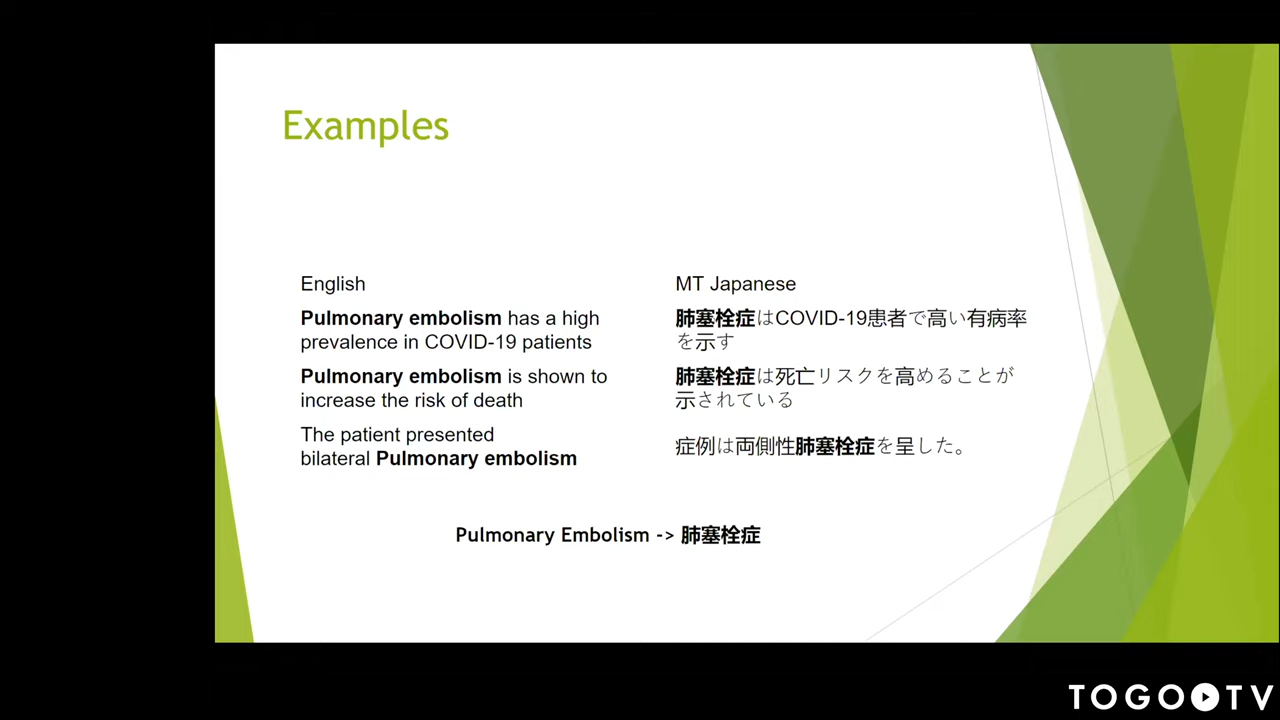 Examples
English
MT Japanese
Pulmonary embolism has a high
prevalence in COVID-19 patients
肺塞栓症はCOVID-19患者で高い有病率
を示す
Pulmonary embolism is shown to
increase the risk of death
肺塞栓症は死亡リスクを高めることが
示されている
The patient presented
bilateral Pulmonary embolism
症例は両側性肺塞栓症を呈した。
Pulmonary Embolism -> 肺塞栓症
TOGO TV